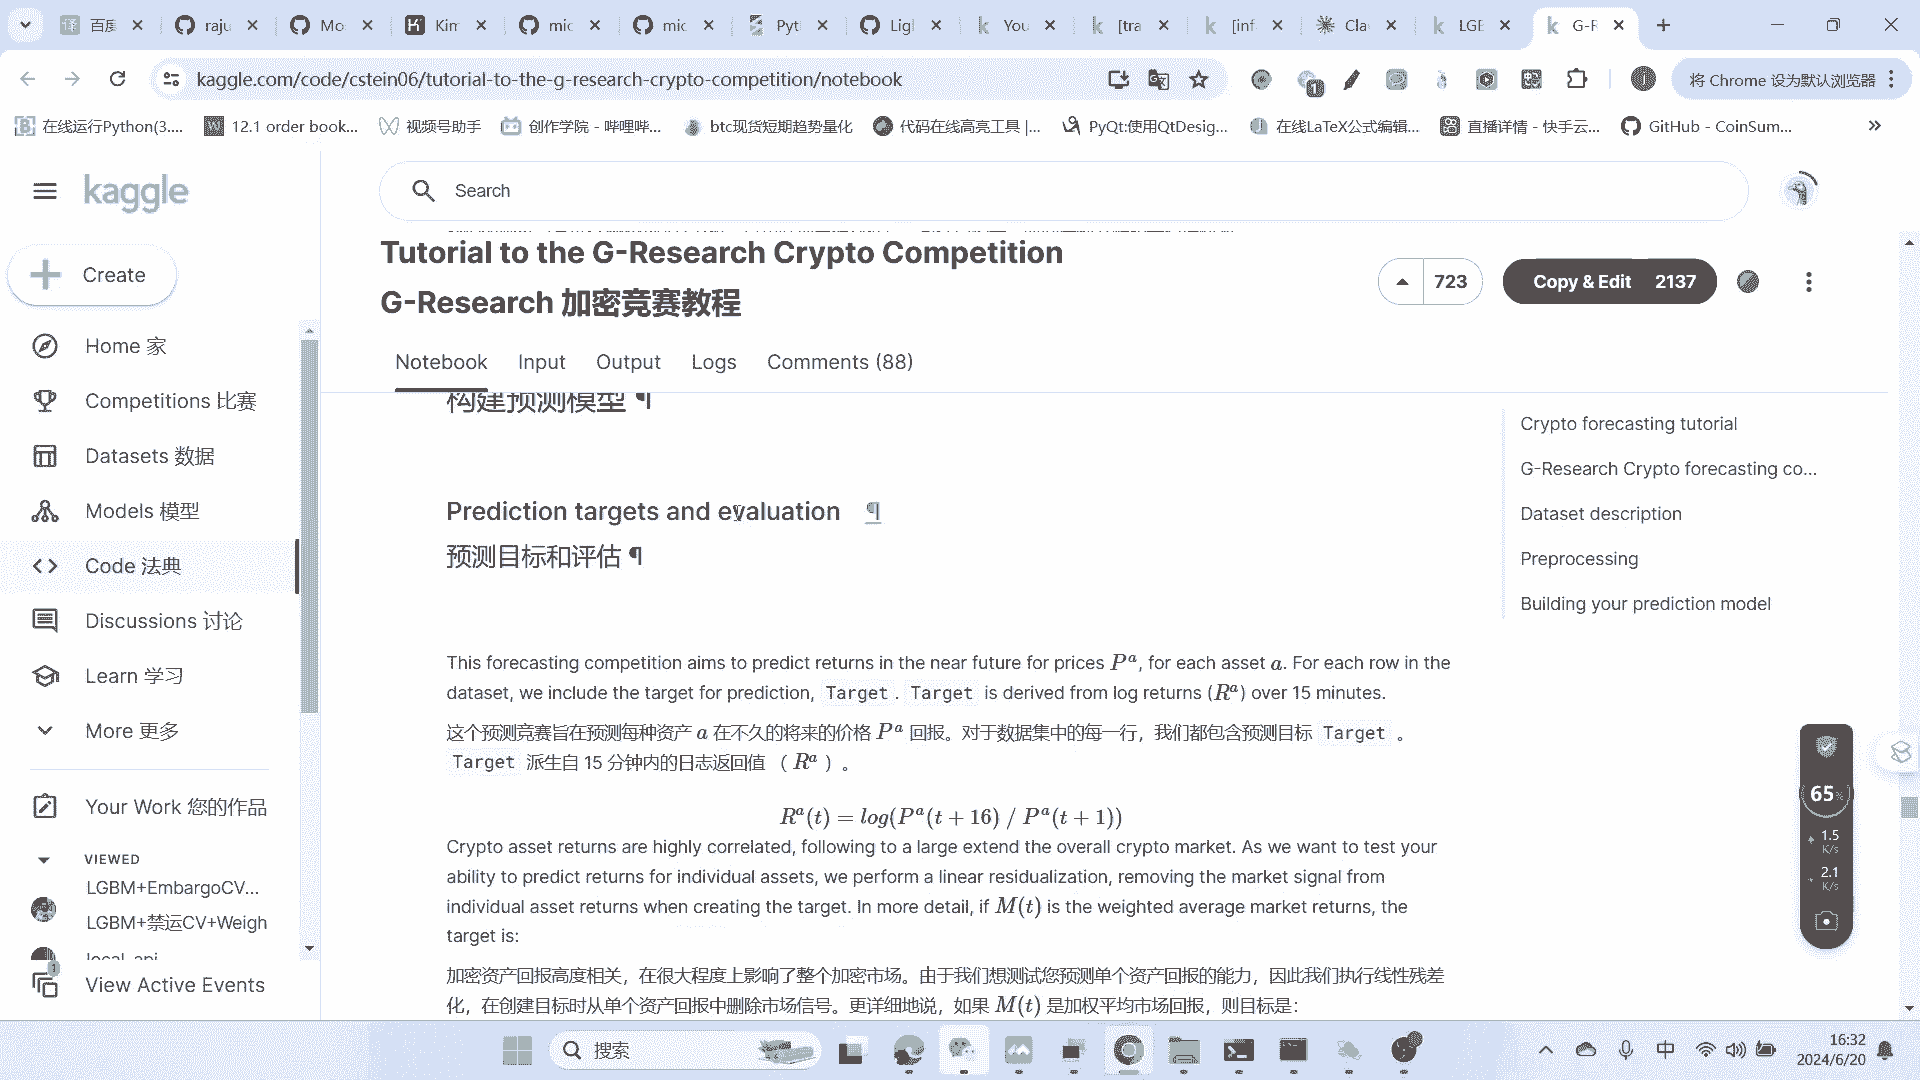 百度
raju
Mo
Kim
mic
mic
Pyt
Ligl
You
[tra
[inf
Cla
LGE
G-R
kaggle.com/code/cstein06/tutorial-to-the-g-research-crypto-competition/notebook
1
将 Chrome 设为默认浏览器
在线运行Python(3....
12.1 order book...
视频号助手
创作学院 - 哔哩哔...
btc现货短期趋势量化
代码在线高亮工具 |...
PyQt:使用QtDesig...
在线LaTeX公式编辑...
直播详情 - 快手云...
GitHub - CoinSum...
kaggle
Search
Create
Tutorial to the G-Research Crypto Competition
G-Research 加密竞赛教程
723
Copy & Edit 2137
Notebook
Input
Output
Logs
Comments (88)
Home 家
Competitions 比赛
Datasets 数据
Models 模型
Code 法典
Discussions 讨论
Learn 学习
More 更多
Your Work 您的作品
VIEWED
LGBM+EmbargoCV...
LGBM+禁运CV+Weigh
local_api
1
View Active Events
构建预测模型 ¶
Prediction targets and evaluation ¶
预测目标和评估 ¶
This forecasting competition aims to predict returns in the near future for prices Pᵃ, for each asset a. For each row in the
dataset, we include the target for prediction, Target . Target is derived from log returns (Rᵃ) over 15 minutes.
这个预测竞赛旨在预测每种资产 a 在不久的将来的价格 Pᵃ 回报。对于数据集中的每一行，我们都包含预测目标 Target 。
Target 派生自 15 分钟内的日志返回值 （ Rᵃ ）。
Rᵃ(t) = log(Pᵃ(t + 16) / Pᵃ(t + 1))
Crypto asset returns are highly correlated, following to a large extend the overall crypto market. As we want to test your
ability to predict returns for individual assets, we perform a linear residualization, removing the market signal from
individual asset returns when creating the target. In more detail, if M(t) is the weighted average market returns, the
target is:
加密资产回报高度相关，在很大程度上影响了整个加密市场。由于我们想测试您预测单个资产回报的能力，因此我们执行线性残差
化，在创建目标时从单个资产回报中删除市场信号。更详细地说，如果 M(t) 是加权平均市场回报，则目标是：
Crypto forecasting tutorial
G-Research Crypto forecasting co...
Dataset description
Preprocessing
Building your prediction model
65%
1.5
K/s
2.1
K/s
搜索
中
16:32
2024/6/20